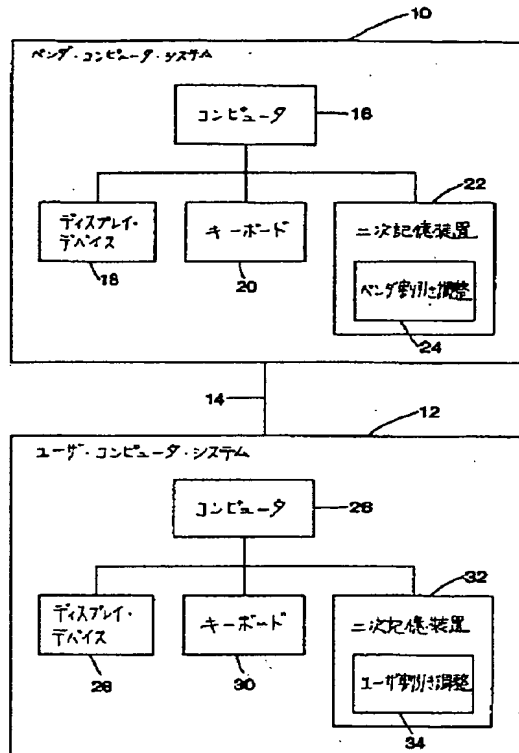 10
ベンダ・コンピュータ・システム
コンピュータ
16
22
ディスプレイ・
デバイス
キーボード
二次記憶装置
18
20
ベンダ割引き調整
24
14
12
ユーザ・コンピュータ・システム
コンピュータ
26
32
ディスプレイ・
デバイス
キーボード
二次記憶装置
28
30
ユーザ割引き調整
34